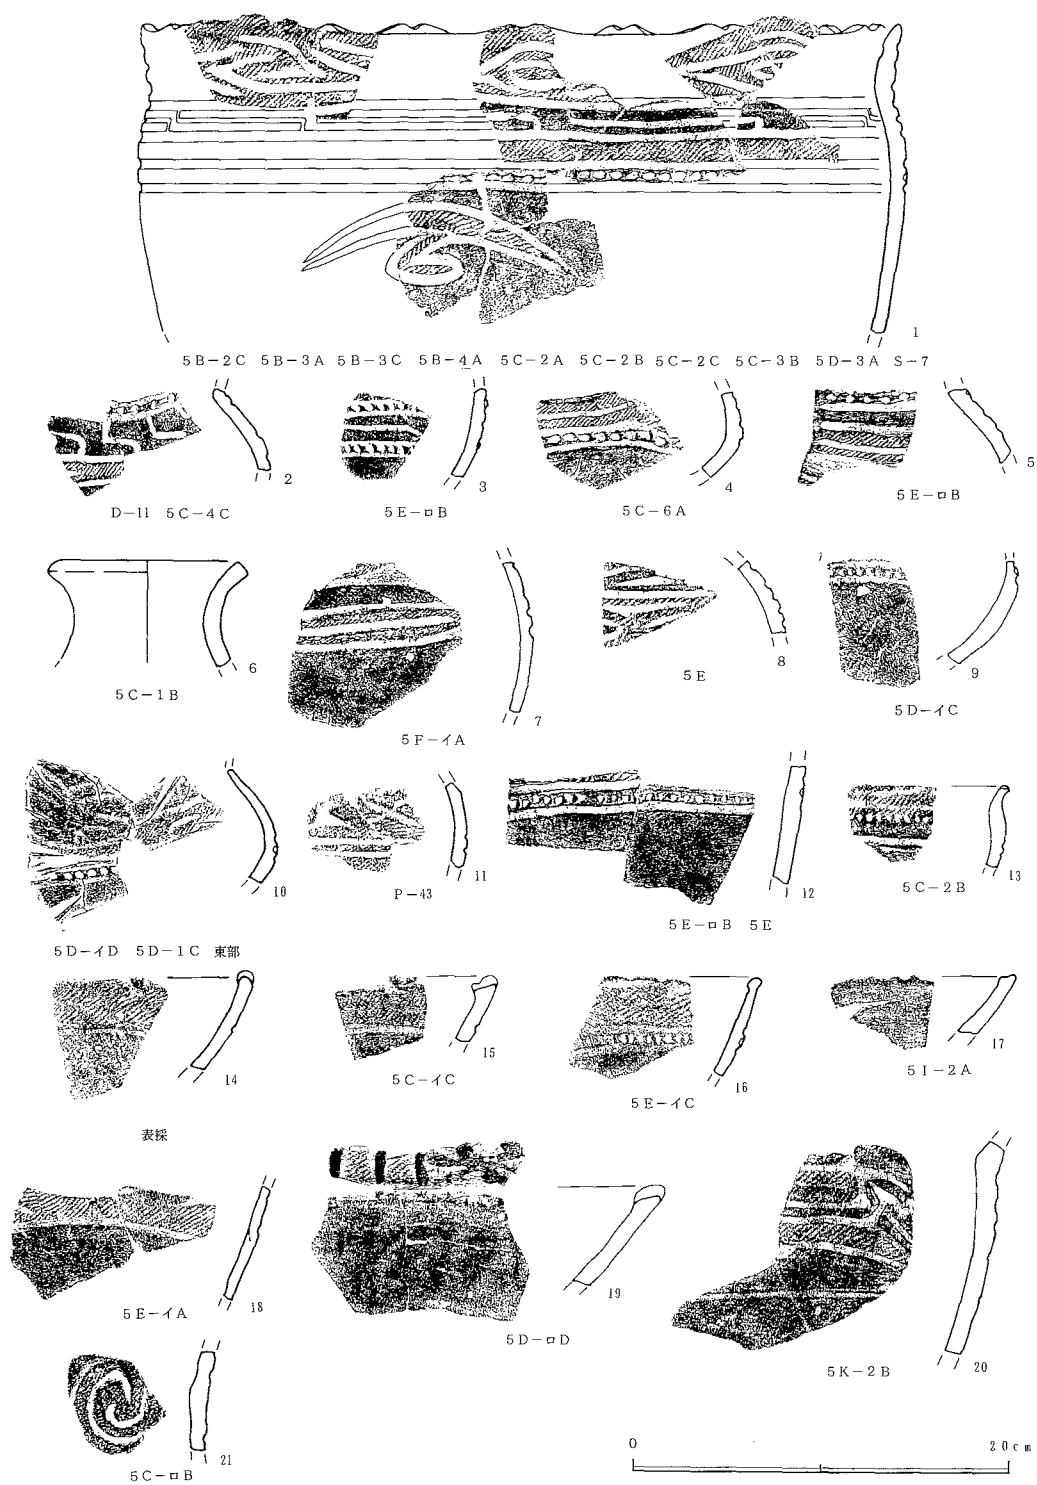 1
5B-2C 5B-3A 5B-3C 5B-4A 5C-2A 5C-2B 5C-2C 5C-3B 5D-3A S-7
2
D-11 5C-4C
3
5E-ロB
4
5C-6A
5
5E-ロB
6
5C-1B
7
5F-イA
8
5E
9
5D-イC
10
5D-イD 5D-1C 東部
11
P-43
12
5E-ロB 5E
13
5C-2B
14
表採
15
5C-イC
16
5E-イC
17
5I-2A
18
5E-イA
19
5D-ロD
20
5K-2B
21
5C-ロB
0 20cm